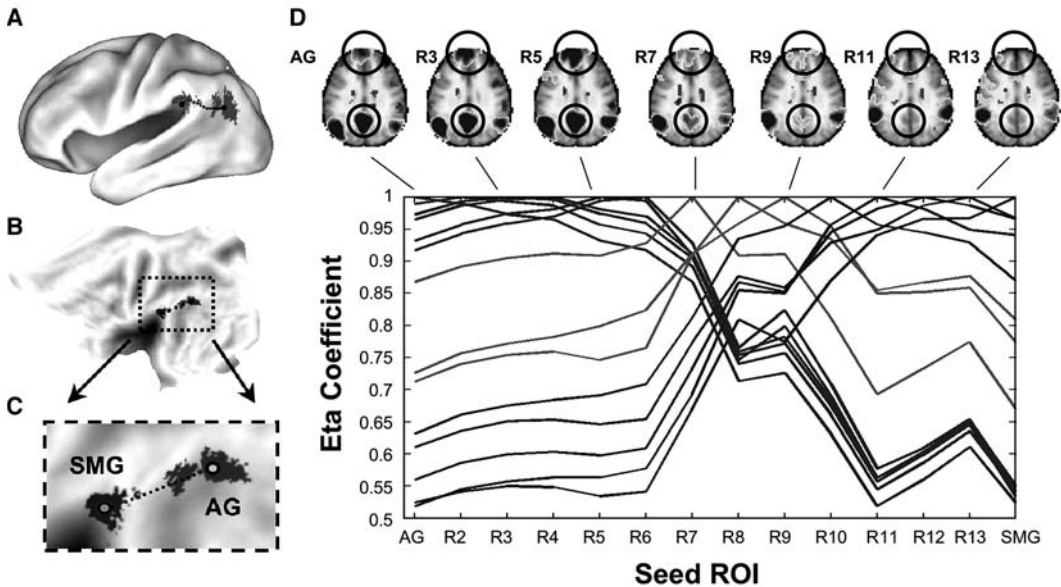 A
B
C
SMG
AG
D
AG R3 R5 R7 R9 R11 R13
1
0.95
0.9
0.85
0.8
0.75
0.7
0.65
0.6
0.55
0.5
Eta Coefficient
AG R2 R3 R4 R5 R6 R7 R8 R9 R10 R11 R12 R13 SMG
Seed ROI